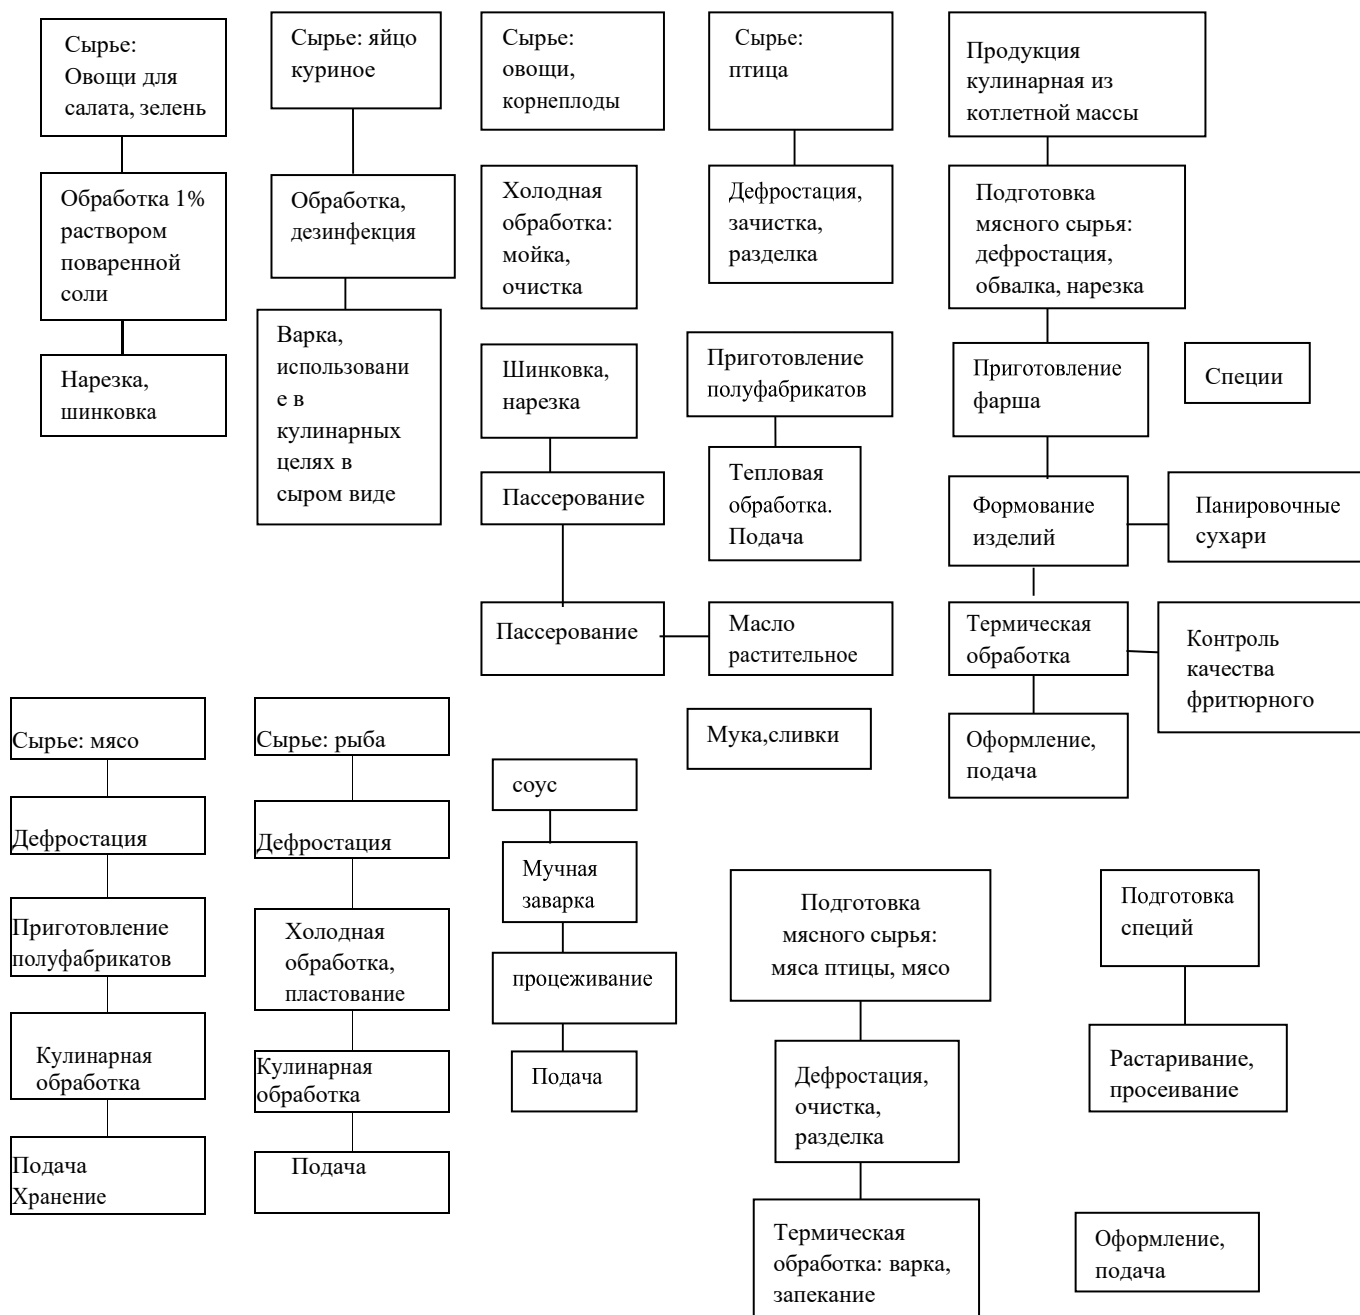 Сырье:
Овощи для
салата, зелень
Обработка 1%
раствором
поваренной
соли
Нарезка,
шинковка
Сырье: яйцо
куриное
Обработка,
дезинфекция
Варка,
использовани
е в
кулинарных
целях в
сыром виде
Сырье:
овощи,
корнеплоды
Холодная
обработка:
мойка,
очистка
Шинковка,
нарезка
Пассерование
Пассерование
Масло
растительное
Сырье:
птица
Дефростация,
зачистка,
разделка
Приготовление
полуфабрикатов
Тепловая
обработка.
Подача
Продукция
кулинарная из
котлетной массы
Подготовка
мясного сырья:
дефростация,
обвалка, нарезка
Приготовление
фарша
Специи
Формование
изделий
Панировочные
сухари
Термическая
обработка
Контроль
качества
фритюрного
Оформление,
подача
Сырье: мясо
Дефростация
Приготовление
полуфабрикатов
Кулинарная
обработка
Подача
Хранение
Сырье: рыба
Дефростация
Холодная
обработка,
пластование
Кулинарная
обработка
Подача
Мука,сливки
соус
Мучная
заварка
процеживание
Подача
Подготовка
мясного сырья:
мяса птицы, мясо
Дефростация,
очистка,
разделка
Термическая
обработка: варка,
запекание
Подготовка
специй
Растаривание,
просеивание
Оформление,
подача